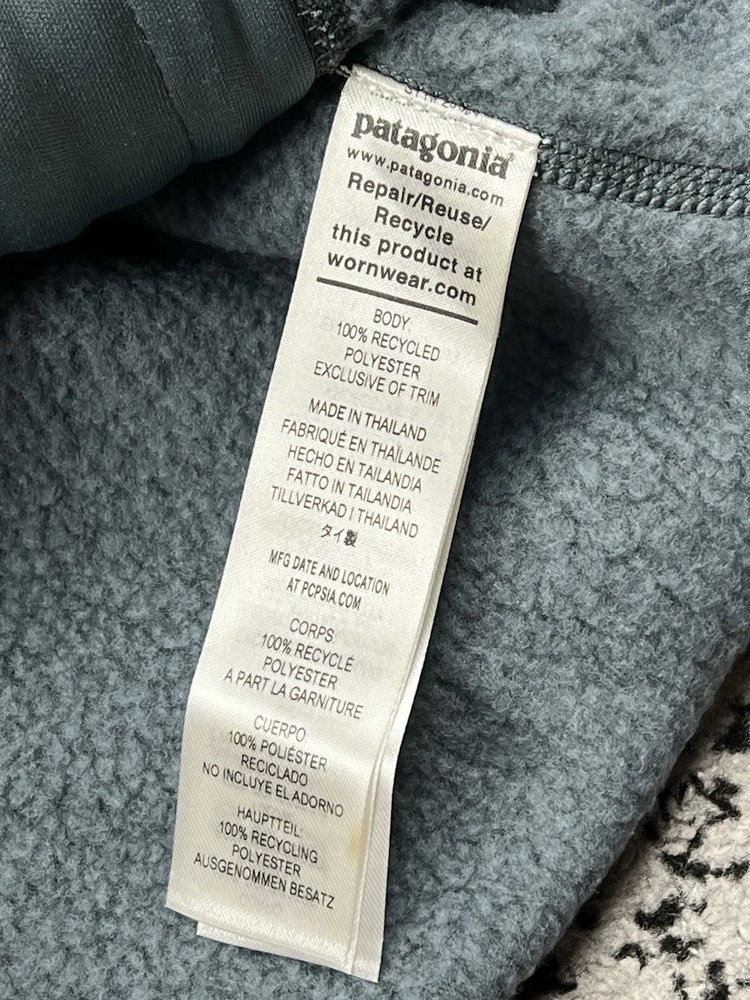 patagonia®
www.patagonia.com
Repair/Reuse/
Recycle
this product at
wornwear.com
BODY:
100% RECYCLED
POLYESTER
EXCLUSIVE OF TRIM
MADE IN THAILAND
FABRIQUÉ EN THAÏLANDE
HECHO EN TAILANDIA
FATTO IN TAILANDIA
TILLVERKAD I THAILAND
タイ製
MFG DATE AND LOCATION
AT PCPSIA.COM
CORPS
100% RECYCLÉ
POLYESTER
A PART LA GARNITURE
CUERPO
100% POLIÉSTER
RECICLADO
NO INCLUYE EL ADORNO
HAUPTTEIL:
100% RECYCLING
POLYESTER
AUSGENOMMEN BESATZ